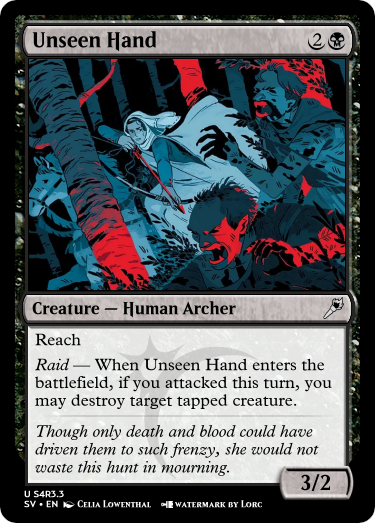 Unseen Hand 2
Creature — Human Archer
Reach
Raid — When Unseen Hand enters the
battlefield, if you attacked this turn, you
may destroy target tapped creature.
Though only death and blood could have
driven them to such frenzy, she would not
waste this hunt in mourning.
3/2
U S4R3.3
SV • EN Celia Lowenthal watermark by Lorc